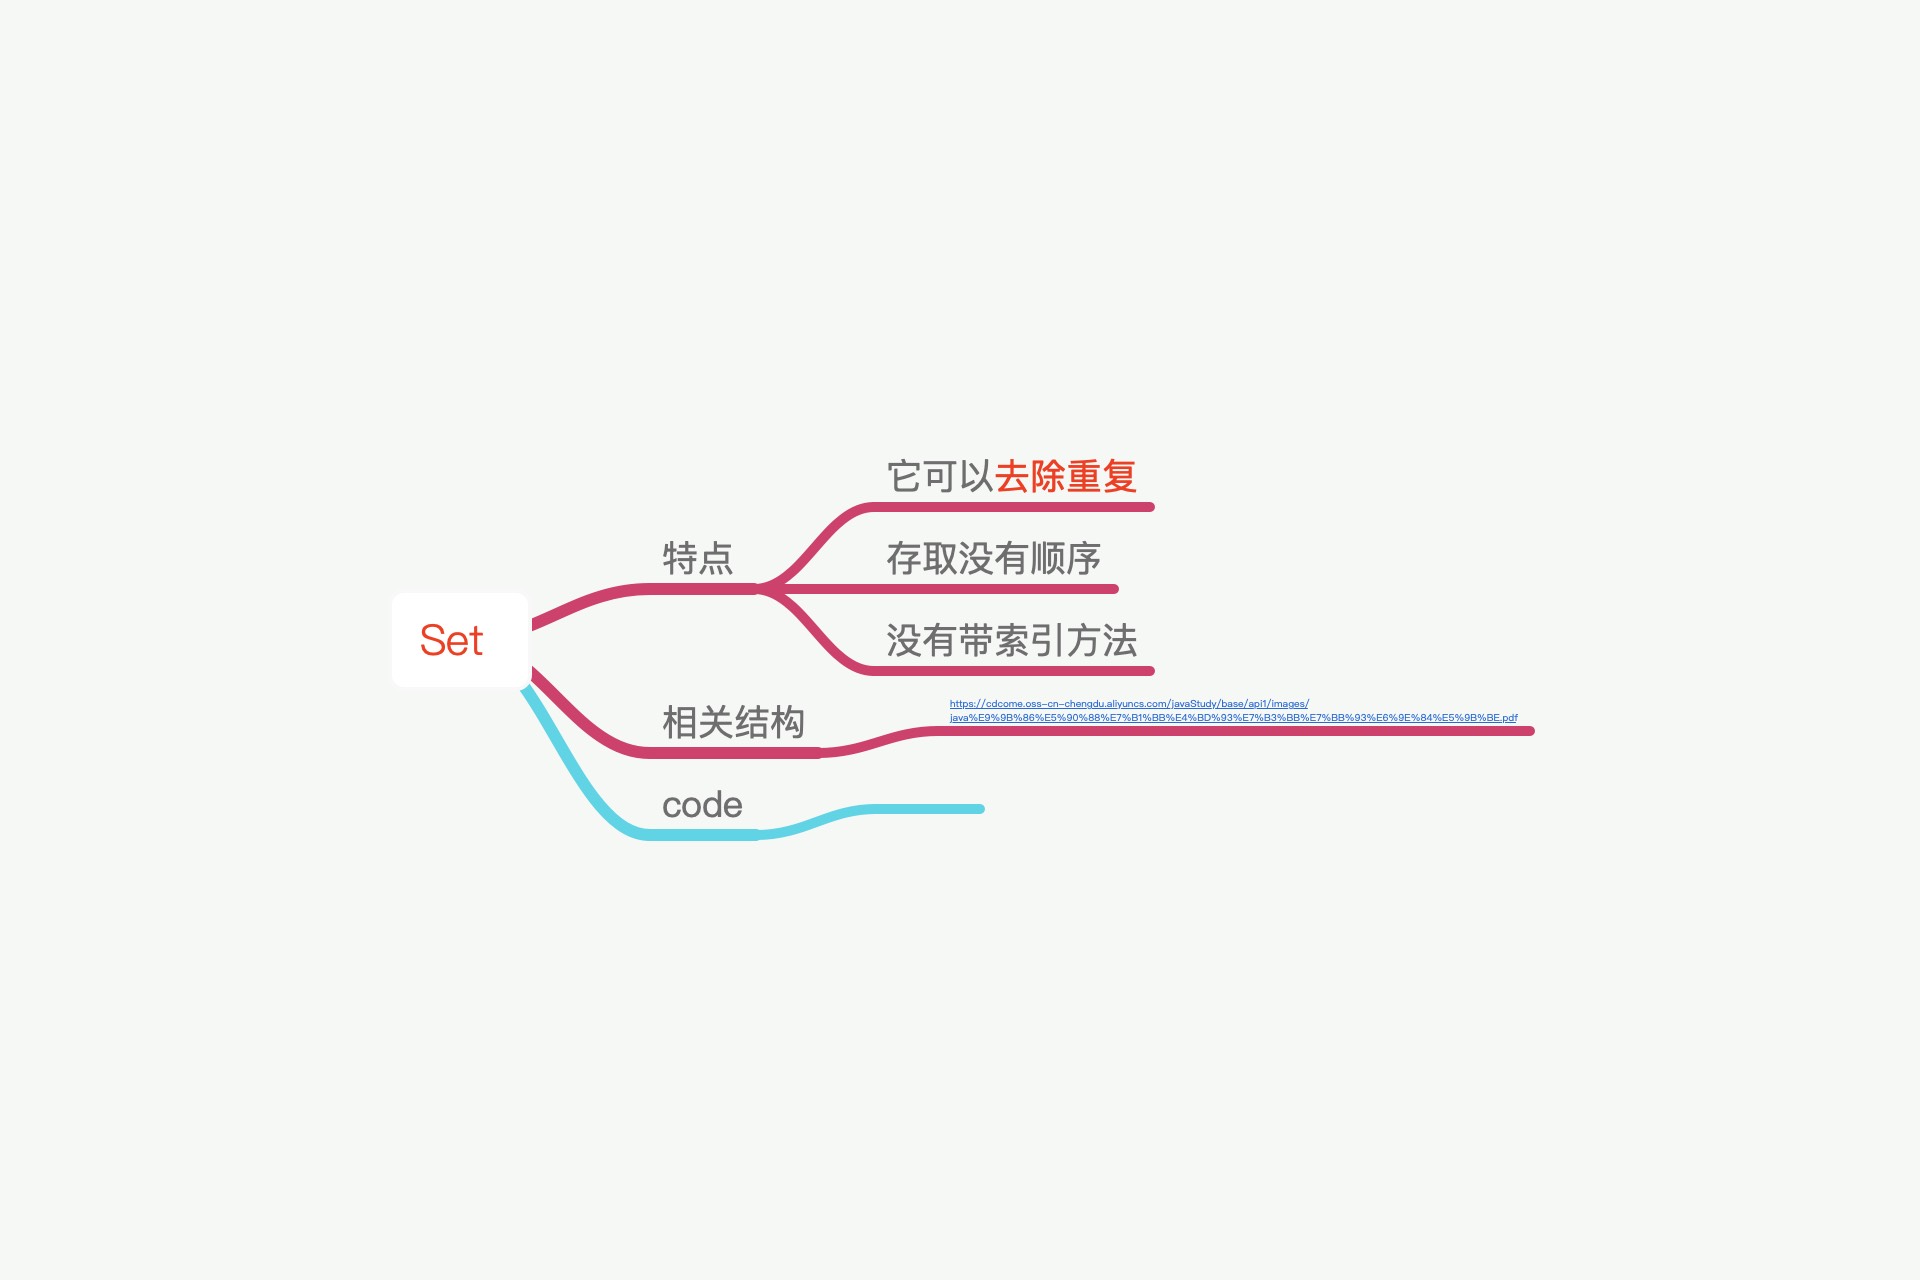 Set
特点
它可以去除重复
存取没有顺序
没有带索引方法
相关结构
https://cdcome.oss-cn-chengdu.aliyuncs.com/javaStudy/base/api1/images/
java%E9%9B%86%E5%90%88%E7%B1%BB%E4%BD%93%E7%B3%BB%E7%BB%93%E6%9E%84%E5%9B%BE.pdf
code